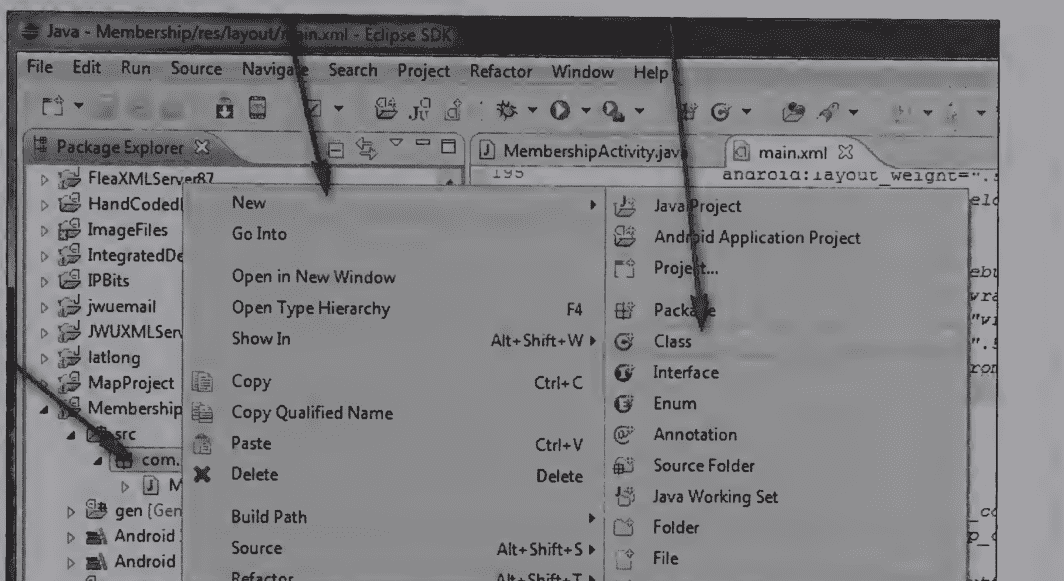 Java - Membership/res/layout/main.xml - Eclipse SDK
File Edit Run Source Navigate Search Project Refactor Window Help
Package Explorer
MembershipActivity.java
main.xml
195 android:layout_weight=".5
FleaXMLServer87
HandCoded
ImageFiles
IntegratedDe
IPBits
jwuemail
JWUXMLServ
latlong
MapProject
Membership
src
com.
M
gen [Gen
Android
Android
New
Go Into
Open in New Window
Open Type Hierarchy F4
Show In Alt+Shift+W
Copy Ctrl+C
Copy Qualified Name
Paste Ctrl+V
Delete Delete
Build Path
Source Alt+Shift+S
Refactor Alt+Shift+T
Java Project
Android Application Project
Project...
Package
Class
Interface
Enum
Annotation
Source Folder
Java Working Set
Folder
File